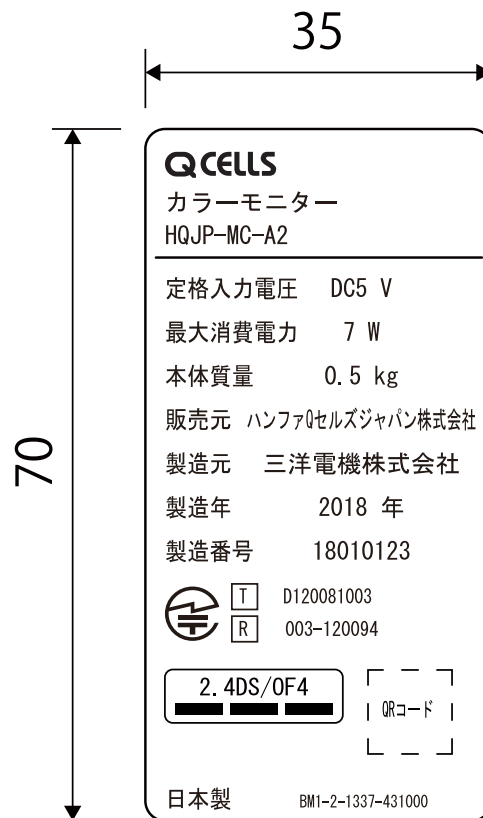 35
70
Q CELLS
カラーモニター
HQJP-MC-A2
定格入力電圧 DC5 V
最大消費電力 7 W
本体質量 0.5 kg
販売元 ハンファQセルズジャパン株式会社
製造元 三洋電機株式会社
製造年 2018 年
製造番号 18010123
T D120081003
R 003-120094
2.4DS/OF4
QRコード
日本製 BM1-2-1337-431000